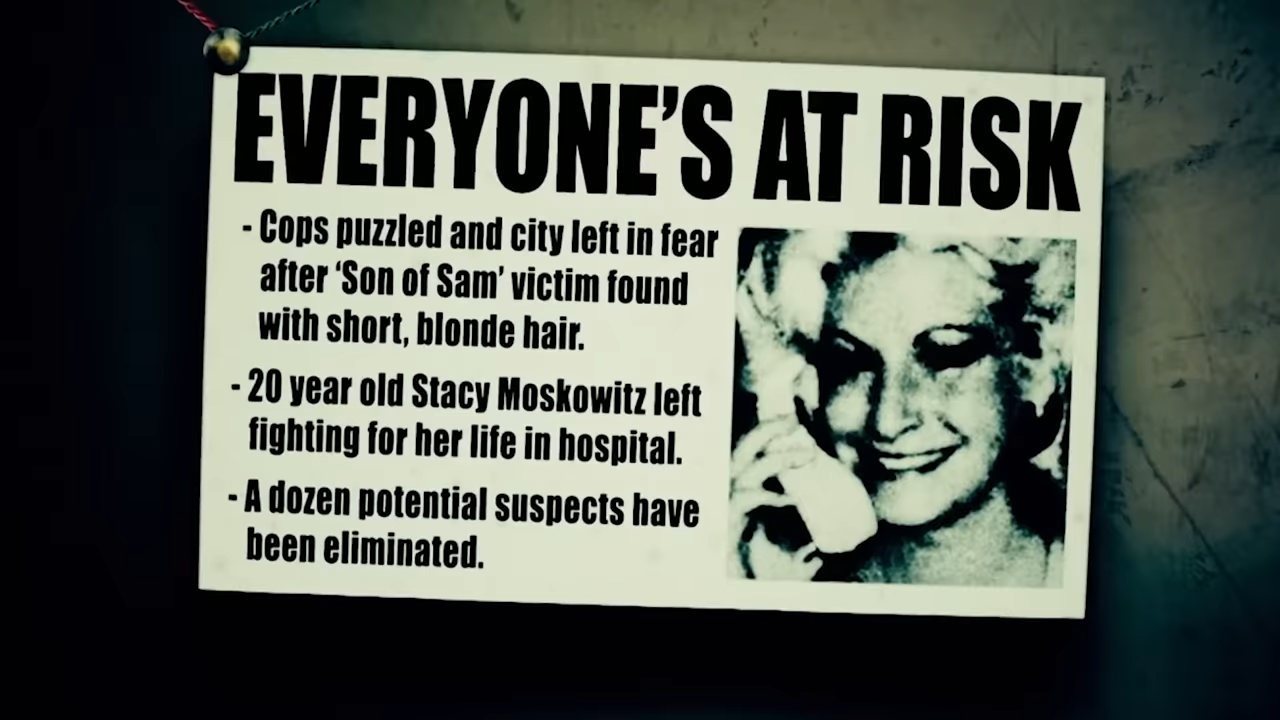 EVERYONE’S AT RISK
- Cops puzzled and city left in fear
after ‘Son of Sam’ victim found
with short, blonde hair.
- 20 year old Stacy Moskowitz left
fighting for her life in hospital.
- A dozen potential suspects have
been eliminated.